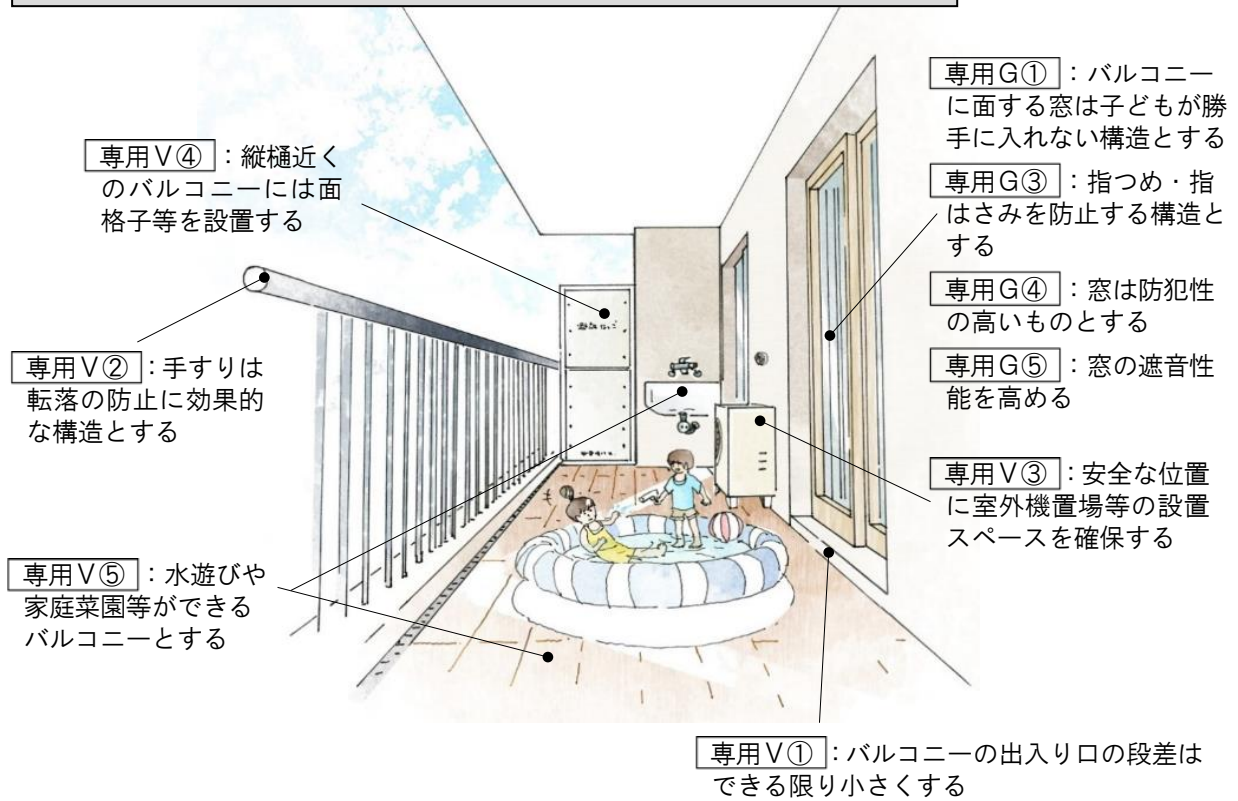 専用V④：縦樋近く
のバルコニーには面
格子等を設置する
専用V②：手すりは
転落の防止に効果的
な構造とする
専用V⑤：水遊びや
家庭菜園等ができる
バルコニーとする
専用G①：バルコニー
に面する窓は子どもが勝
手に入れない構造とする
専用G③：指つめ・指
はさみを防止する構造と
する
専用G④：窓は防犯性
の高いものとする
専用G⑤：窓の遮音性
能を高める
専用V③：安全な位置
に室外機置場等の設置
スペースを確保する
専用V①：バルコニーの出入り口の段差は
できる限り小さくする